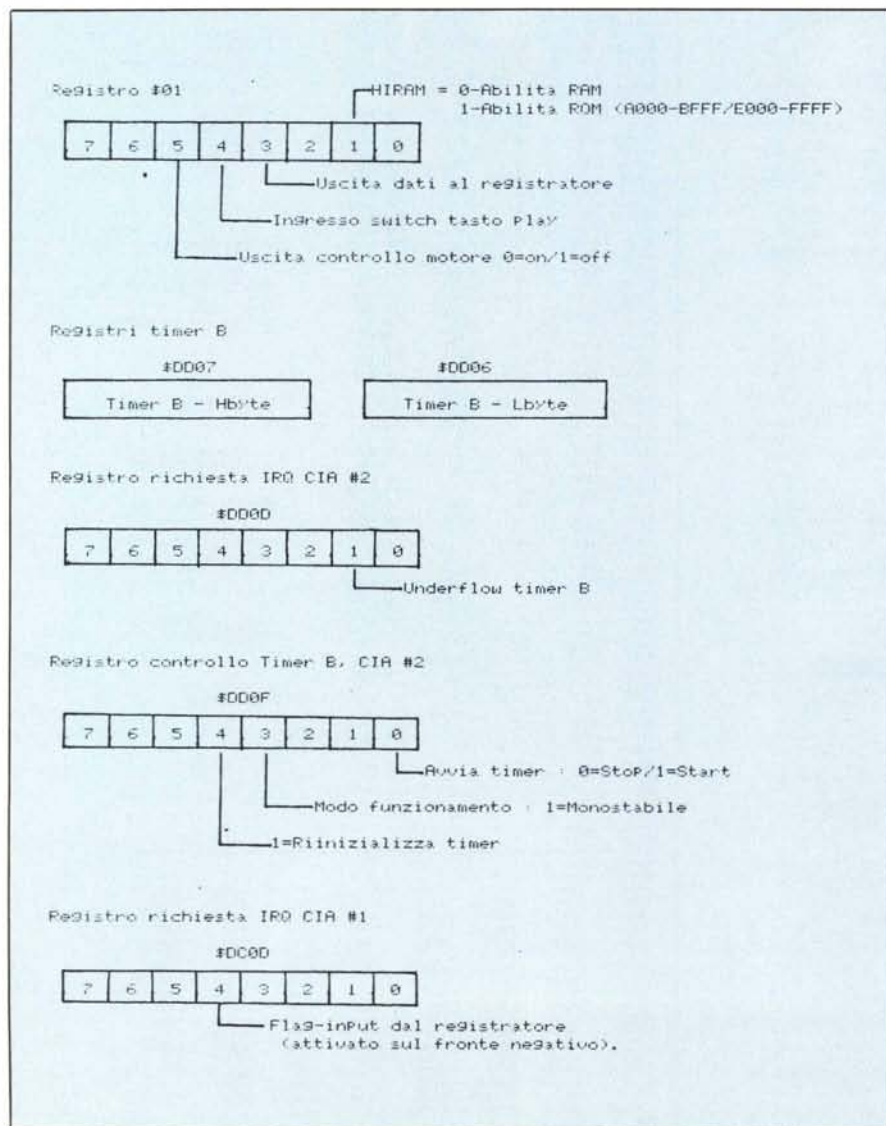 Registro $01
HIRAM = 0-Abilita RAM
1-Abilita ROM (A000-BFFF/E000-FFFF)
7 6 5 4 3 2 1 0
Uscita dati al registratore
Ingresso switch tasto play
Uscita controllo motore 0=on/1=off
Registri timer B
$DD07 $DD06
Timer B - Hbyte Timer B - Lbyte
Registro richiesta IRQ CIA #2
$DD0D
7 6 5 4 3 2 1 0
Underflow timer B
Registro controllo Timer B, CIA #2
$DD0F
7 6 5 4 3 2 1 0
Avvia timer : 0=Stop/1=Start
Modo funzionamento : 1=Monostabile
1=Riinizializza timer
Registro richiesta IRQ CIA #1
$DC0D
7 6 5 4 3 2 1 0
Flag-input dal registratore
(attivato sul fronte negativo).